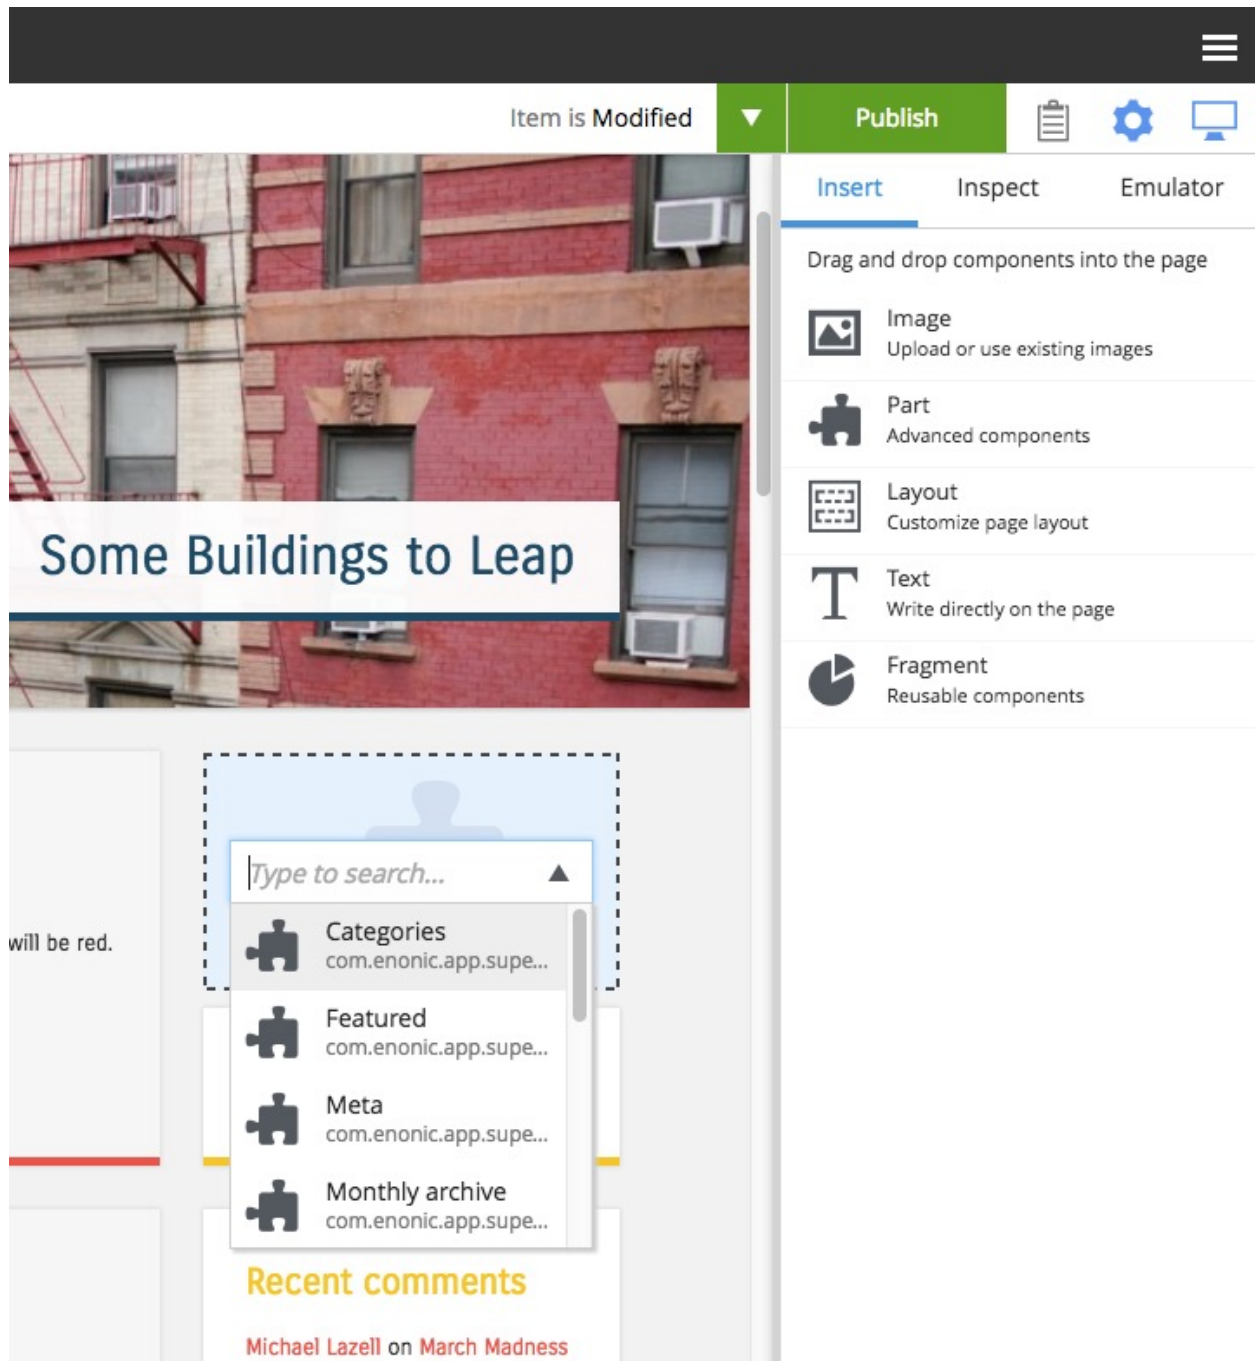 Item is Modified
Publish
Insert
Inspect
Emulator
Drag and drop components into the page
Image
Upload or use existing images
Part
Advanced components
Layout
Customize page layout
Text
Write directly on the page
Fragment
Reusable components
Some Buildings to Leap
will be red.
Type to search...
Categories
com.enonic.app.supe...
Featured
com.enonic.app.supe...
Meta
com.enonic.app.supe...
Monthly archive
com.enonic.app.supe...
Recent comments
Michael Lazell on March Madness